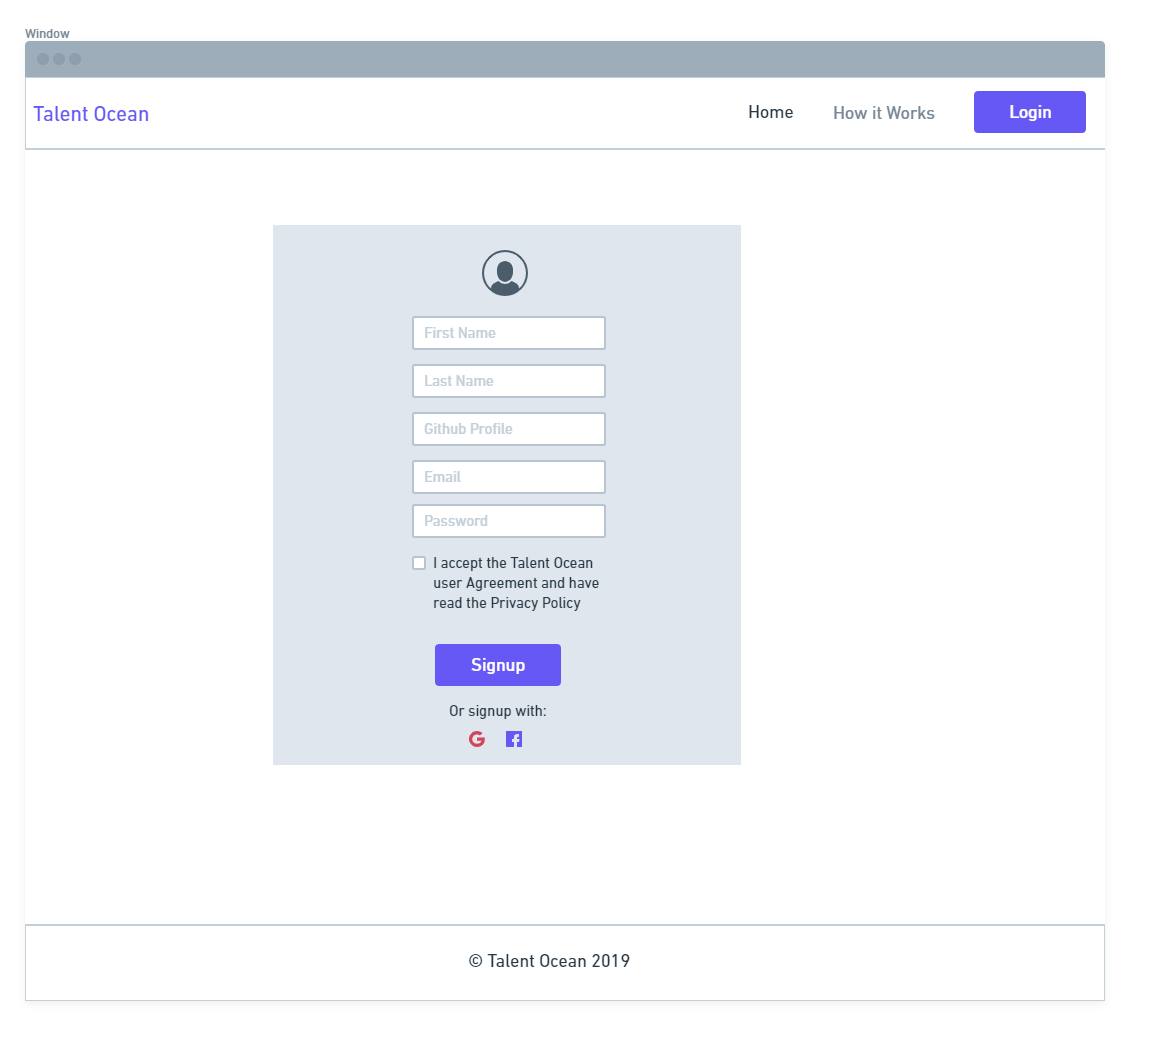 Window
Talent Ocean
Home
How it Works
Login
First Name
Last Name
Github Profile
Email
Password
I accept the Talent Ocean
user Agreement and have
read the Privacy Policy
Signup
Or signup with:
© Talent Ocean 2019